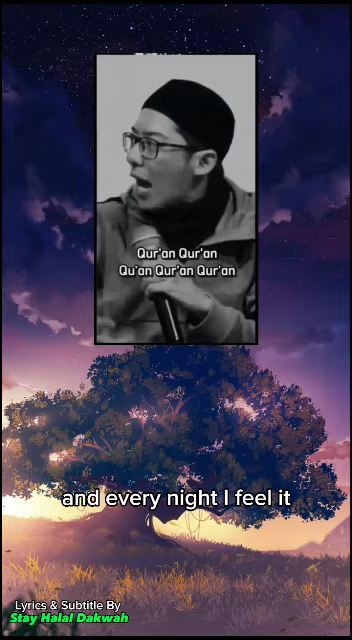 Qur'an Qur'an
Qu'an Qur'an Qur'an
and every night I feel it
Lyrics & Subtitle By
Stay Halal Dakwah